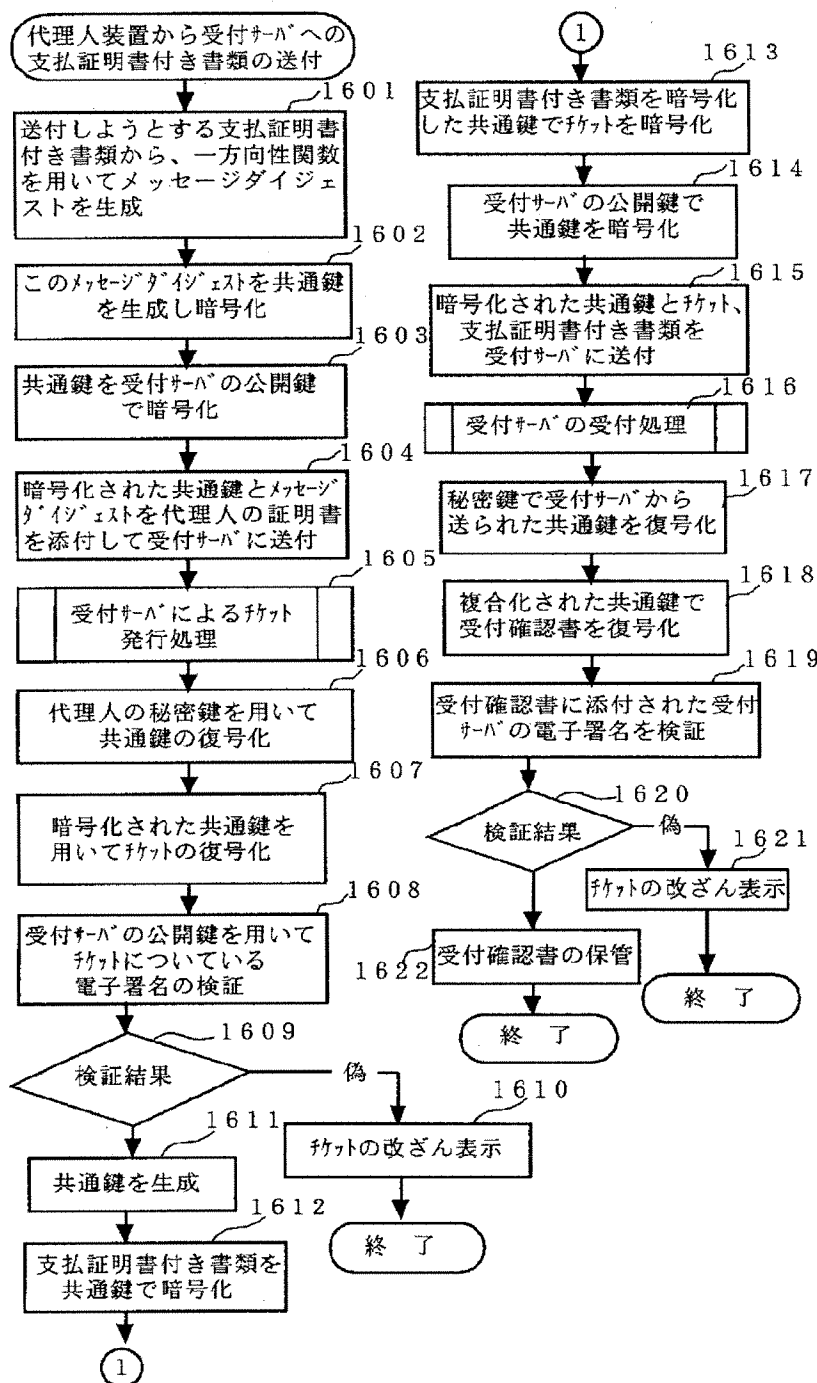 代理人装置から受付サーバへの
支払証明書付き書類の送付
1601
送付しようとする支払証明書
付き書類から、一方向性関数
を用いてメッセージダイジェ
ストを生成
1602
このﾒｯｾｰｼﾞﾀﾞｲｼﾞｪｽﾄを共通鍵
を生成し暗号化
1603
共通鍵を受付ｻｰﾊﾞの公開鍵
で暗号化
1604
暗号化された共通鍵とﾒｯｾｰｼﾞ
ﾀﾞｲｼﾞｪｽﾄを代理人の証明書
を添付して受付ｻｰﾊﾞに送付
1605
受付ｻｰﾊﾞによるﾁｹｯﾄ
発行処理
1606
代理人の秘密鍵を用いて
共通鍵の復号化
1607
暗号化された共通鍵を
用いてﾁｹｯﾄの復号化
1608
受付ｻｰﾊﾞの公開鍵を用いて
ﾁｹｯﾄについている
電子署名の検証
1609
検証結果
偽
1610
ﾁｹｯﾄの改ざん表示
終 了
1611
共通鍵を生成
1612
支払証明書付き書類を
共通鍵で暗号化
1
1
1613
支払証明書付き書類を暗号化
した共通鍵でﾁｹｯﾄを暗号化
1614
受付ｻｰﾊﾞの公開鍵で
共通鍵を暗号化
1615
暗号化された共通鍵とﾁｹｯﾄ、
支払証明書付き書類を
受付ｻｰﾊﾞに送付
1616
受付ｻｰﾊﾞの受付処理
1617
秘密鍵で受付ｻｰﾊﾞから
送られた共通鍵を復号化
1618
複合化された共通鍵で
受付確認書を復号化
1619
受付確認書に添付された受付
ｻｰﾊﾞの電子署名を検証
1620
検証結果
偽
1621
ﾁｹｯﾄの改ざん表示
終 了
1622
受付確認書の保管
終 了